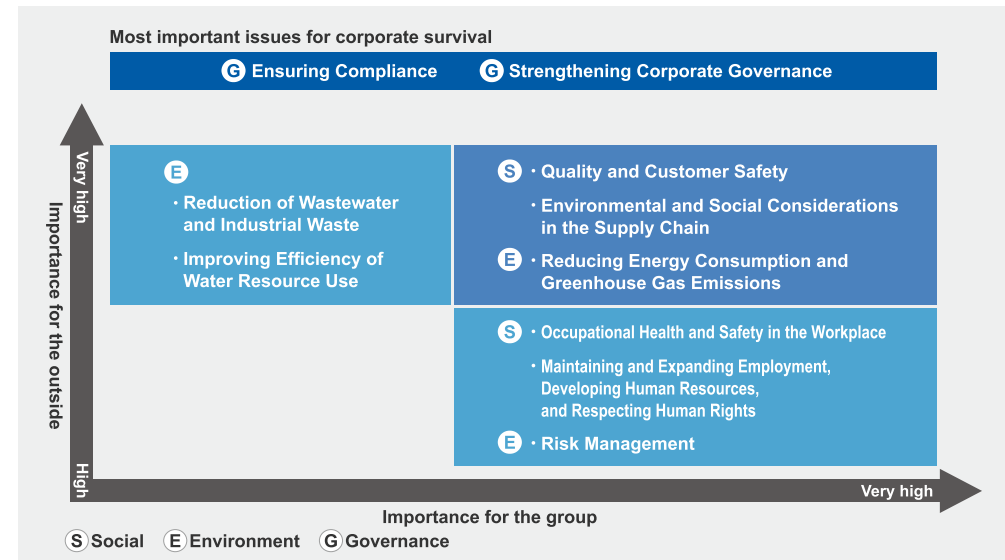 Most important issues for corporate survival
G Ensuring Compliance G Strengthening Corporate Governance
Very high
Importance for the outside
High
E
・Reduction of Wastewater
and Industrial Waste
・Improving Efficiency of
Water Resource Use
S ・Quality and Customer Safety
・Environmental and Social Considerations
in the Supply Chain
E ・Reducing Energy Consumption and
Greenhouse Gas Emissions
S ・Occupational Health and Safety in the Workplace
・Maintaining and Expanding Employment,
Developing Human Resources,
and Respecting Human Rights
E ・Risk Management
Very high
Importance for the group
S Social E Environment G Governance